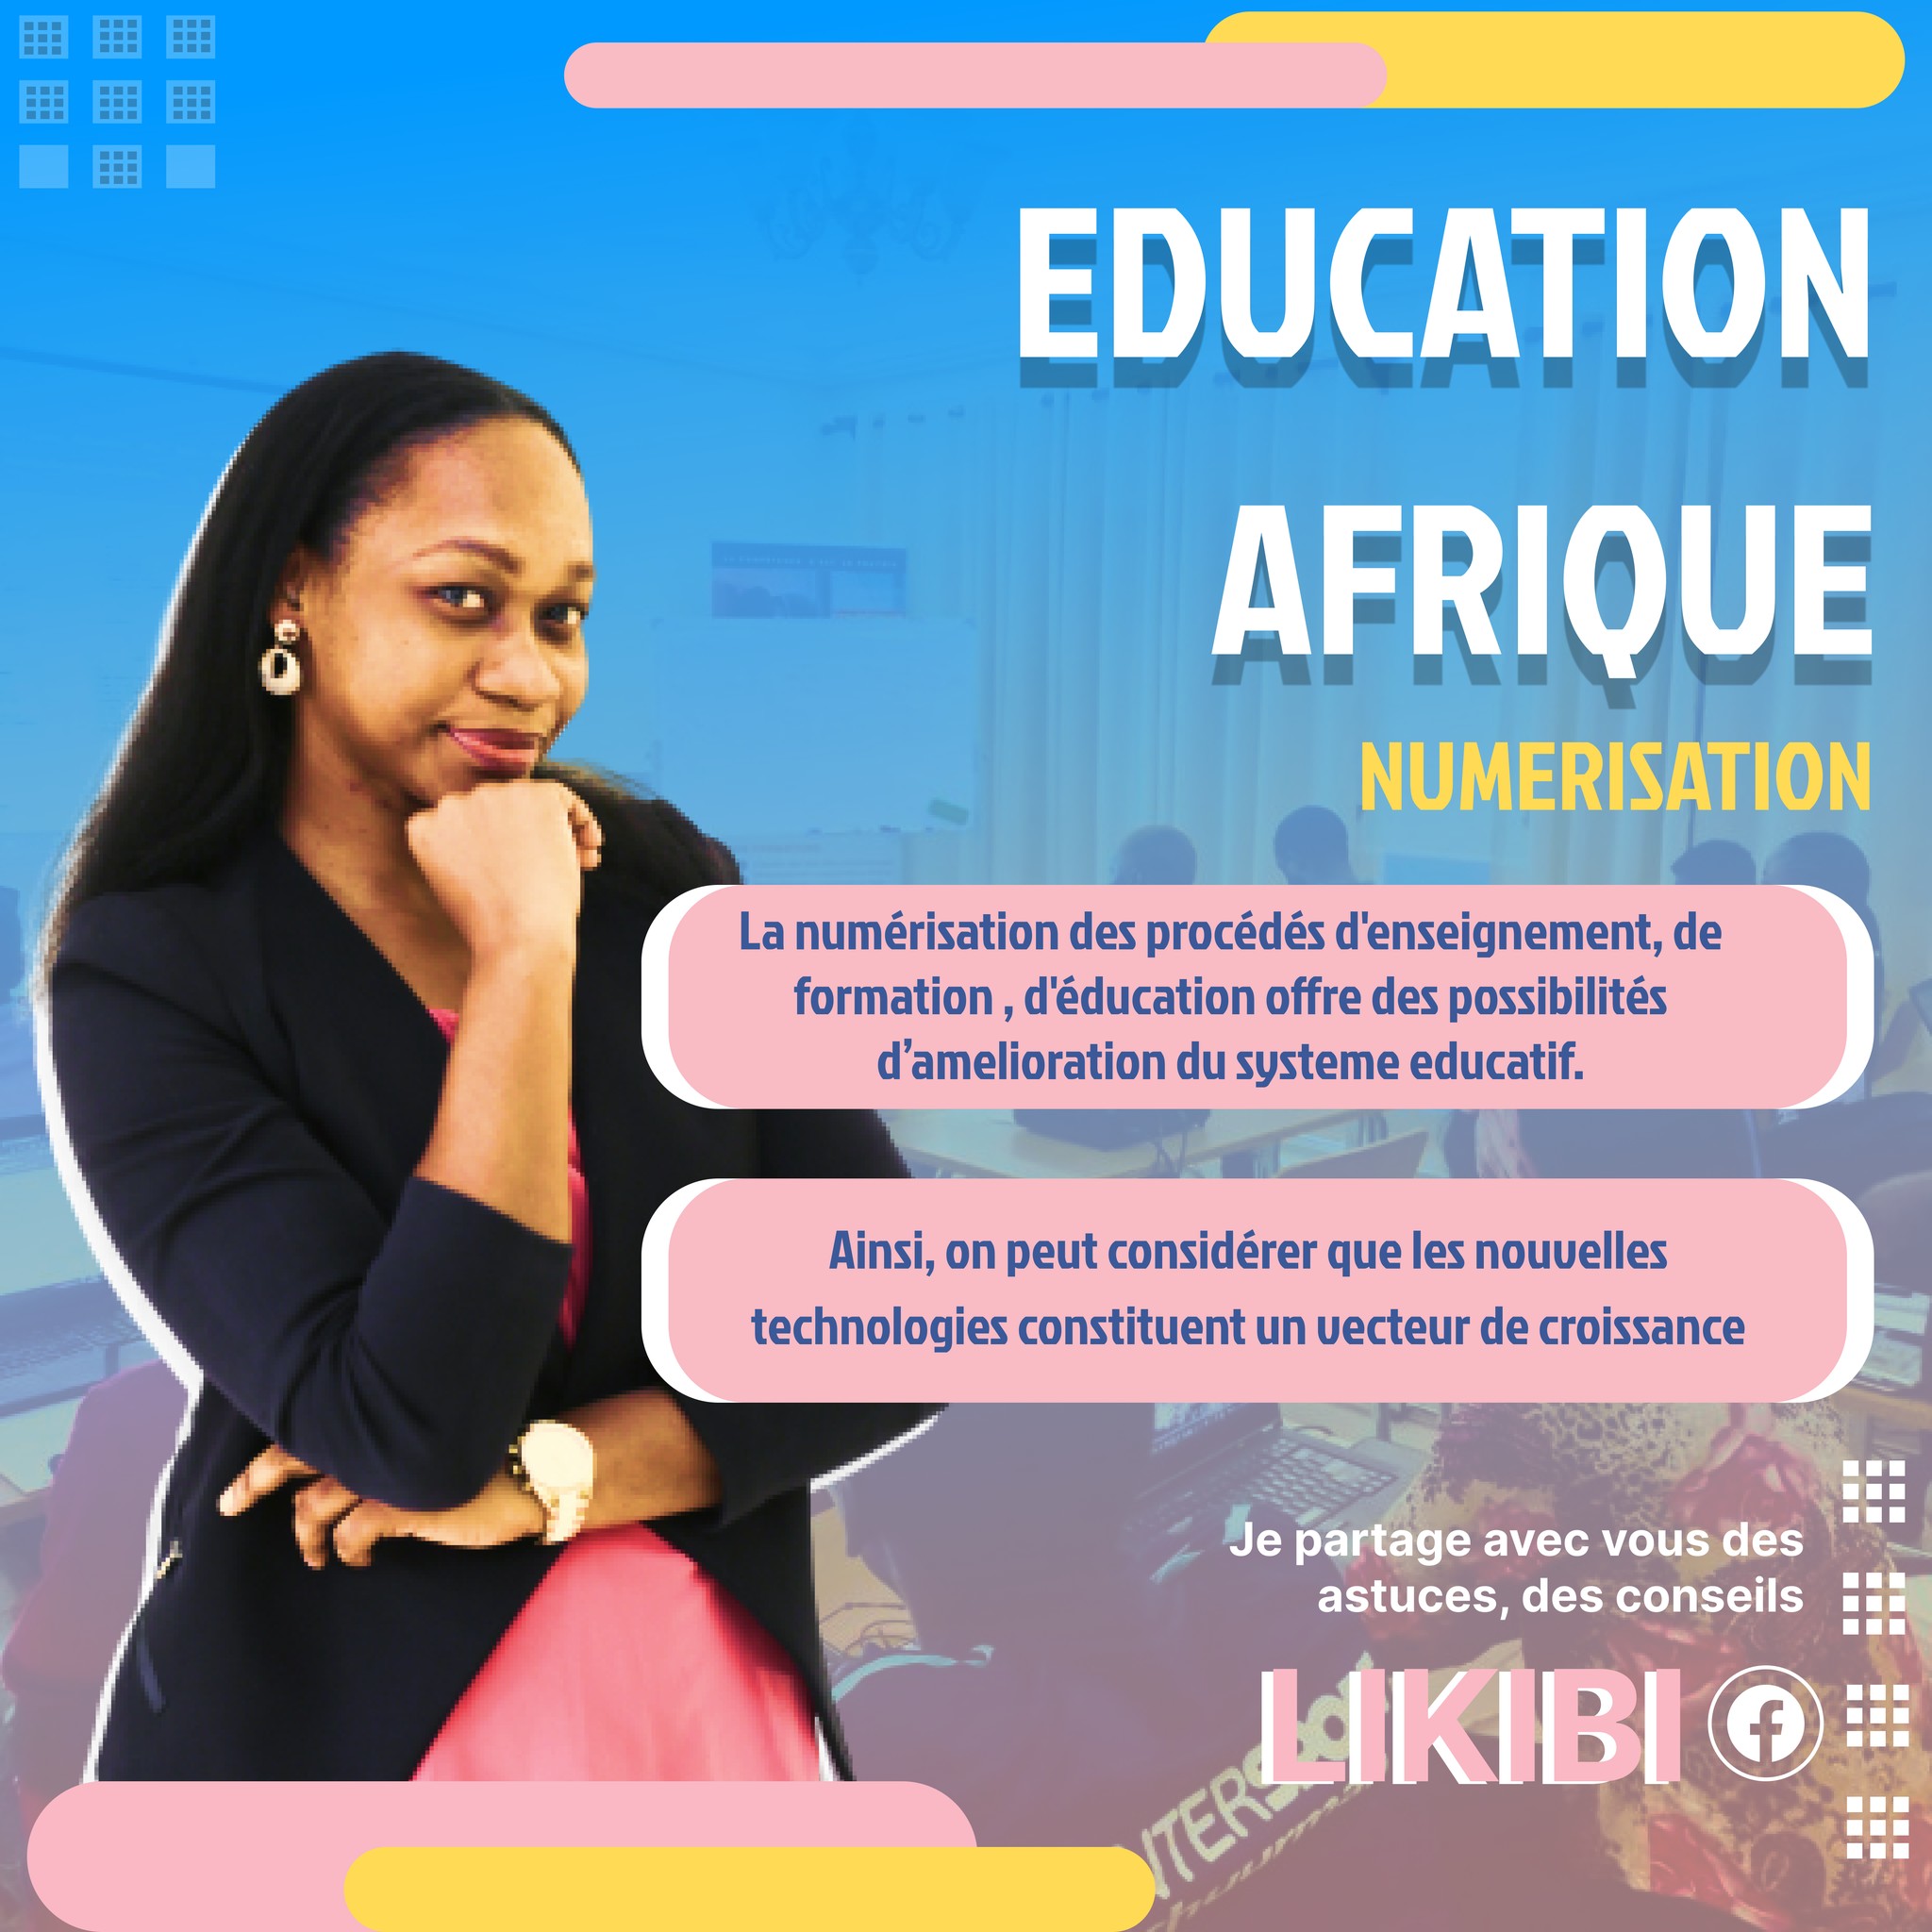 EDUCATION
AFRIQUE
NUMERISATION
La numérisation des procédés d'enseignement, de
formation , d'éducation offre des possibilités
d’amelioration du systeme educatif.
Ainsi, on peut considérer que les nouvelles
technologies constituent un vecteur de croissance
Je partage avec vous des
astuces, des conseils
LIKIBI